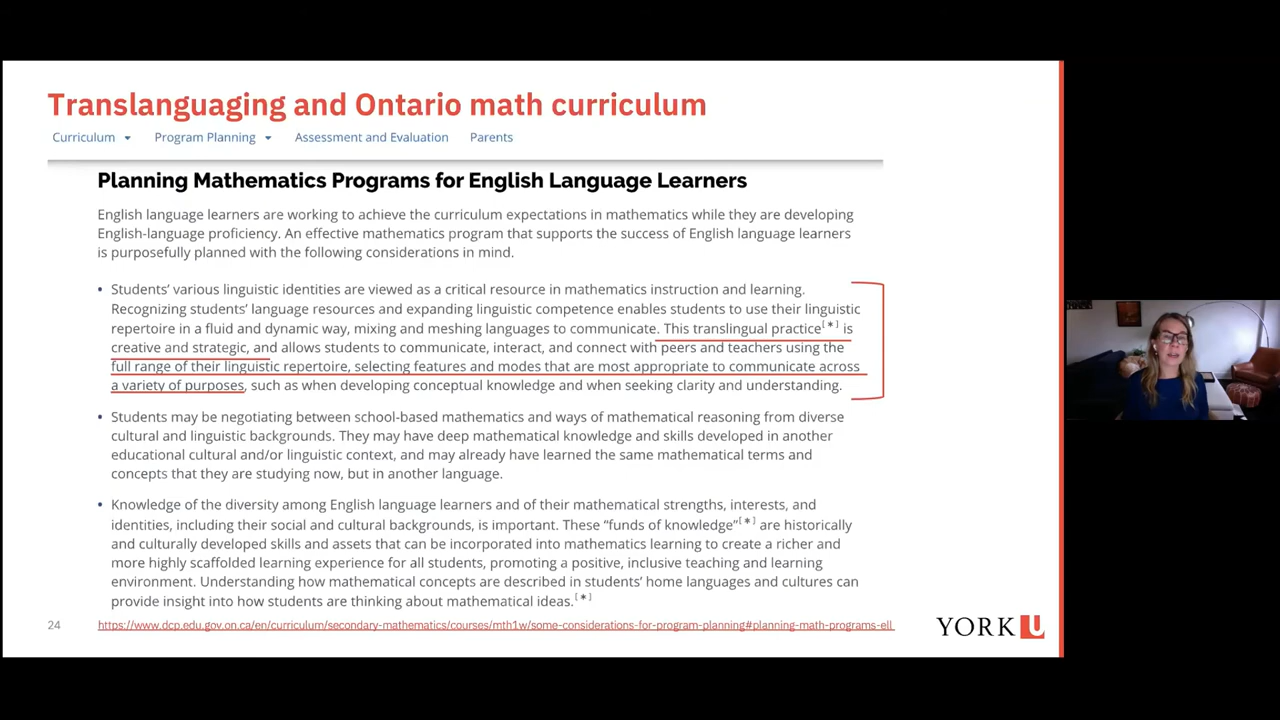 Translanguaging and Ontario math curriculum
Curriculum Program Planning Assessment and Evaluation Parents
Planning Mathematics Programs for English Language Learners
English language learners are working to achieve the curriculum expectations in mathematics while they are developing
English-language proficiency. An effective mathematics program that supports the success of English language learners
is purposefully planned with the following considerations in mind.
• Students’ various linguistic identities are viewed as a critical resource in mathematics instruction and learning.
Recognizing students’ language resources and expanding linguistic competence enables students to use their linguistic
repertoire in a fluid and dynamic way, mixing and meshing languages to communicate. This translingual practice[*] is
creative and strategic, and allows students to communicate, interact, and connect with peers and teachers using the
full range of their linguistic repertoire, selecting features and modes that are most appropriate to communicate across
a variety of purposes, such as when developing conceptual knowledge and when seeking clarity and understanding.
• Students may be negotiating between school-based mathematics and ways of mathematical reasoning from diverse
cultural and linguistic backgrounds. They may have deep mathematical knowledge and skills developed in another
educational cultural and/or linguistic context, and may already have learned the same mathematical terms and
concepts that they are studying now, but in another language.
• Knowledge of the diversity among English language learners and of their mathematical strengths, interests, and
identities, including their social and cultural backgrounds, is important. These “funds of knowledge”[*] are historically
and culturally developed skills and assets that can be incorporated into mathematics learning to create a richer and
more highly scaffolded learning experience for all students, promoting a positive, inclusive teaching and learning
environment. Understanding how mathematical concepts are described in students’ home languages and cultures can
provide insight into how students are thinking about mathematical ideas.[*]
24 https://www.dcp.edu.gov.on.ca/en/curriculum/secondary-mathematics/courses/mth1w/some-considerations-for-program-planning#planning-math-programs-ell
YORK U